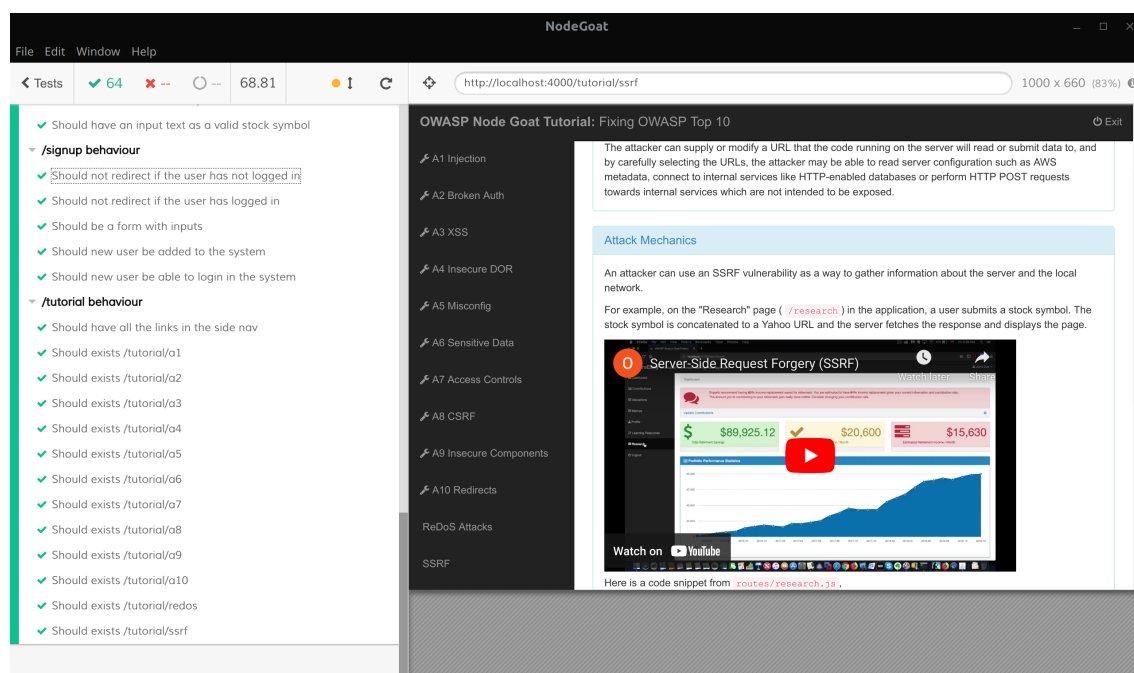 NodeGoat
File Edit Window Help
Tests 64 -- -- 68.81
http://localhost:4000/tutorial/ssrf 1000 x 660 (83%)
Should have an input text as a valid stock symbol
/signup behaviour
Should not redirect if the user has not logged in
Should not redirect if the user has logged in
Should be a form with inputs
Should new user be added to the system
Should new user be able to login in the system
/tutorial behaviour
Should have all the links in the side nav
Should exists /tutorial/a1
Should exists /tutorial/a2
Should exists /tutorial/a3
Should exists /tutorial/a4
Should exists /tutorial/a5
Should exists /tutorial/a6
Should exists /tutorial/a7
Should exists /tutorial/a8
Should exists /tutorial/a9
Should exists /tutorial/a10
Should exists /tutorial/redos
Should exists /tutorial/ssrf
OWASP Node Goat Tutorial: Fixing OWASP Top 10
Exit
A1 Injection
A2 Broken Auth
A3 XSS
A4 Insecure DOR
A5 Misconfig
A6 Sensitive Data
A7 Access Controls
A8 CSRF
A9 Insecure Components
A10 Redirects
ReDoS Attacks
SSRF
The attacker can supply or modify a URL that the code running on the server will read or submit data to, and
by carefully selecting the URLs, the attacker may be able to read server configuration such as AWS
metadata, connect to internal services like HTTP-enabled databases or perform HTTP POST requests
towards internal services which are not intended to be exposed.
Attack Mechanics
An attacker can use an SSRF vulnerability as a way to gather information about the server and the local
network.
For example, on the "Research" page ( /research ) in the application, a user submits a stock symbol. The
stock symbol is concatenated to a Yahoo URL and the server fetches the response and displays the page.
O Server-Side Request Forgery (SSRF)
Watch later Share
$ $89,925.12 $20,600 $15,630
Watch on YouTube
Here is a code snippet from routes/research.js ,